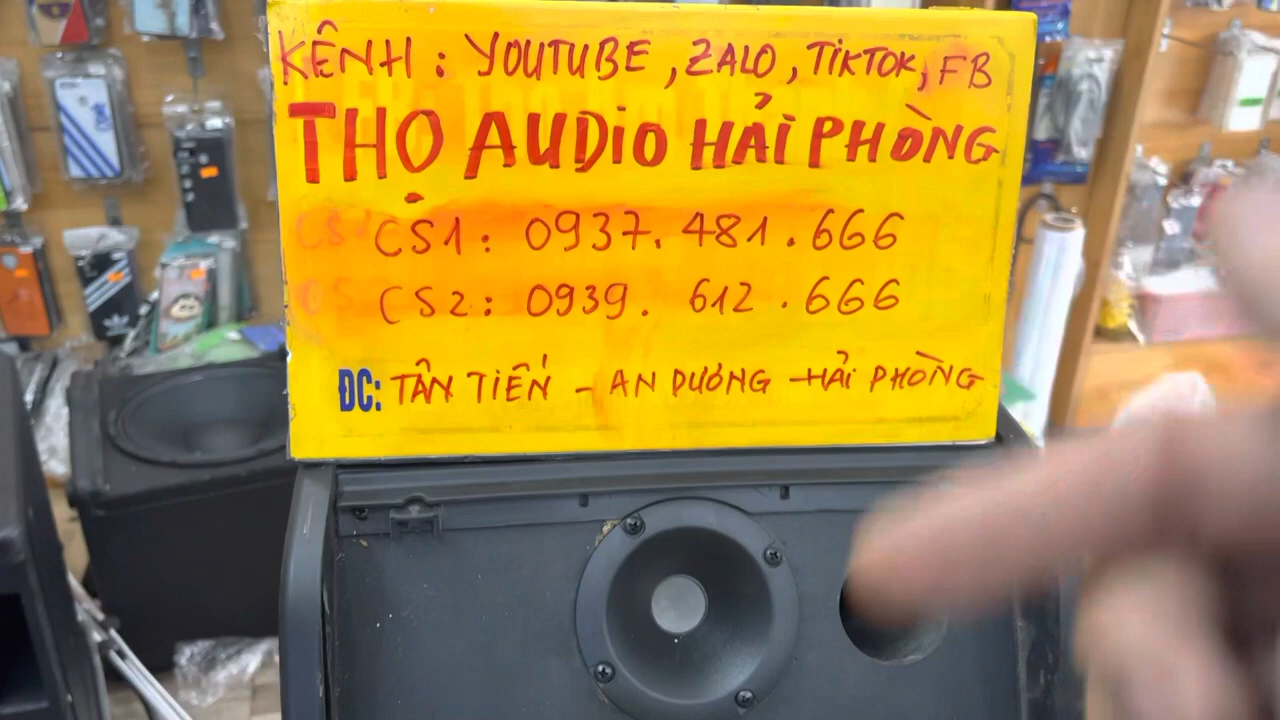 KÊNH : YOUTUBE , ZALO , TiKTOK, FB
THỌ AUDiO HẢi PHÒNG
CS1 : 0937. 481 . 666
CS2 : 0939. 612 . 666
ĐC: TÂN TiẾN - AN DƯƠNG - HẢi PHÒNG